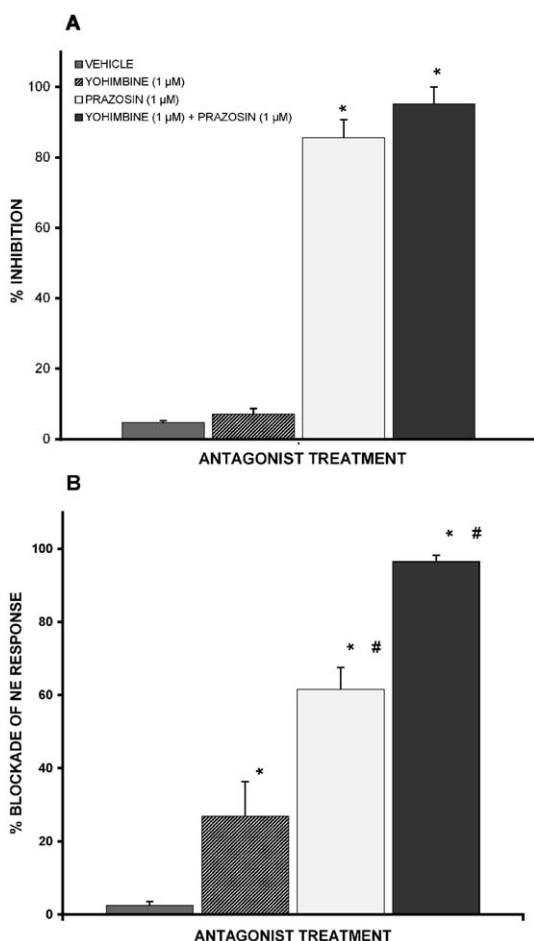 A
VEHICLE
YOHIMBINE (1 µM)
PRAZOSIN (1 µM)
YOHIMBINE (1 µM) + PRAZOSIN (1 µM)
% INHIBITION
100
80
60
40
20
0
*
*
ANTAGONIST TREATMENT
B
% BLOCKADE OF NE RESPONSE
100
80
60
40
20
0
*
* #
* #
ANTAGONIST TREATMENT